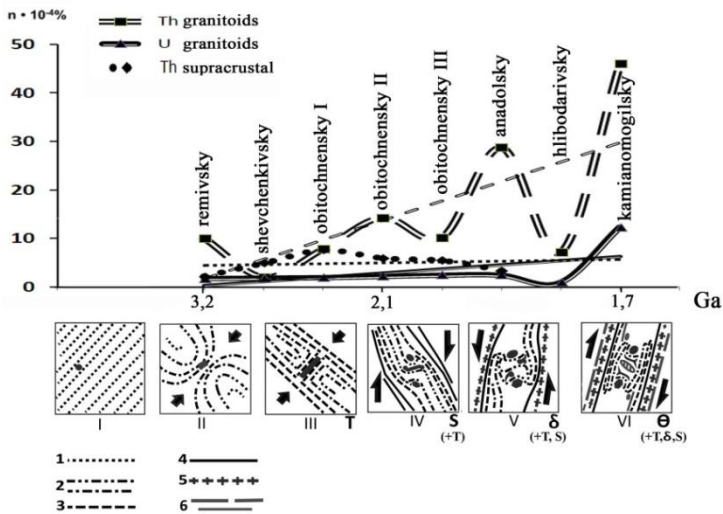 n • 10-4%
Th granitoids
U granitoids
Th supracrustal
50
40
30
20
10
0
remivsky
shevchenkivsky
obitochnensky I
obitochnensky II
obitochnensky III
anadolsky
hlibodarivsky
kamianomogilsky
3,2
2,1
1,7
Ga
I
II
III T
IV S
(+T)
V δ
(+T, S)
VI Θ
(+T,δ,S)
1
2
3
4
5
6